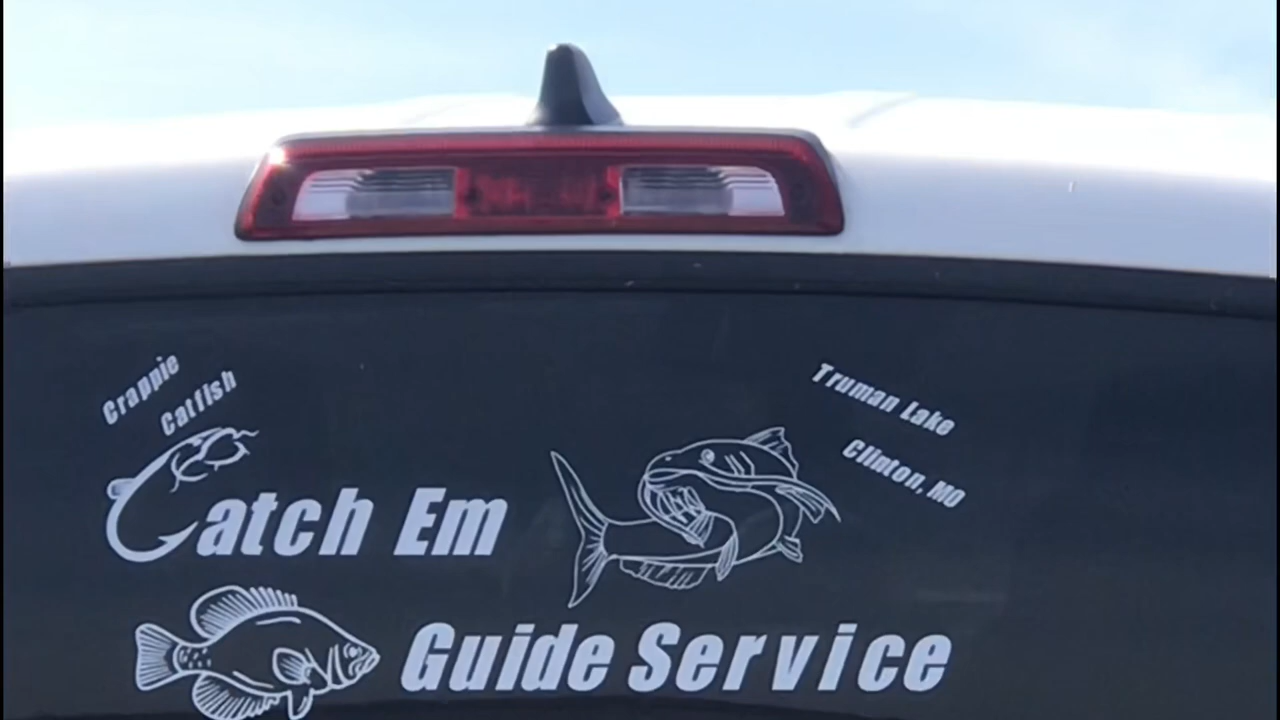 Crappie
Catfish
Truman Lake
Clinton, MO
Catch Em
Guide Service